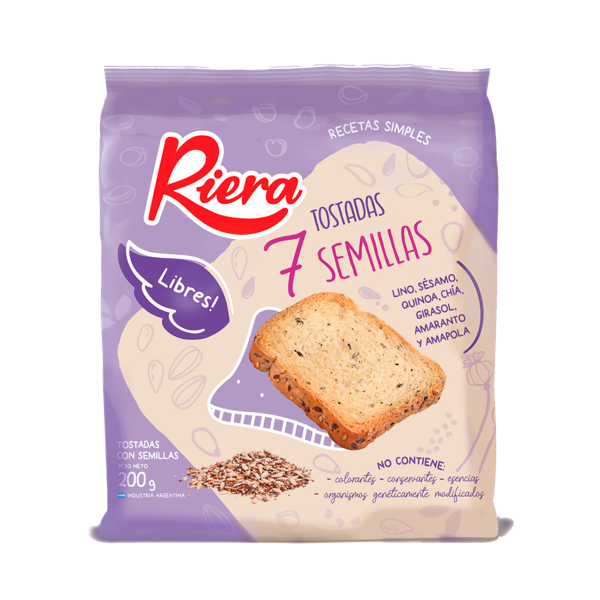 RECETAS SIMPLES
Riera
TOSTADAS
7 SEMILLAS
Libres!
LINO, SÉSAMO,
QUINOA, CHÍA,
GIRASOL,
AMARANTO
Y AMAPOLA
TOSTADAS
CON SEMILLAS
PESO NETO
200g
INDUSTRIA ARGENTINA
NO CONTIENE:
- colorantes - conservantes - esencias
- organismos genéticamente modificados